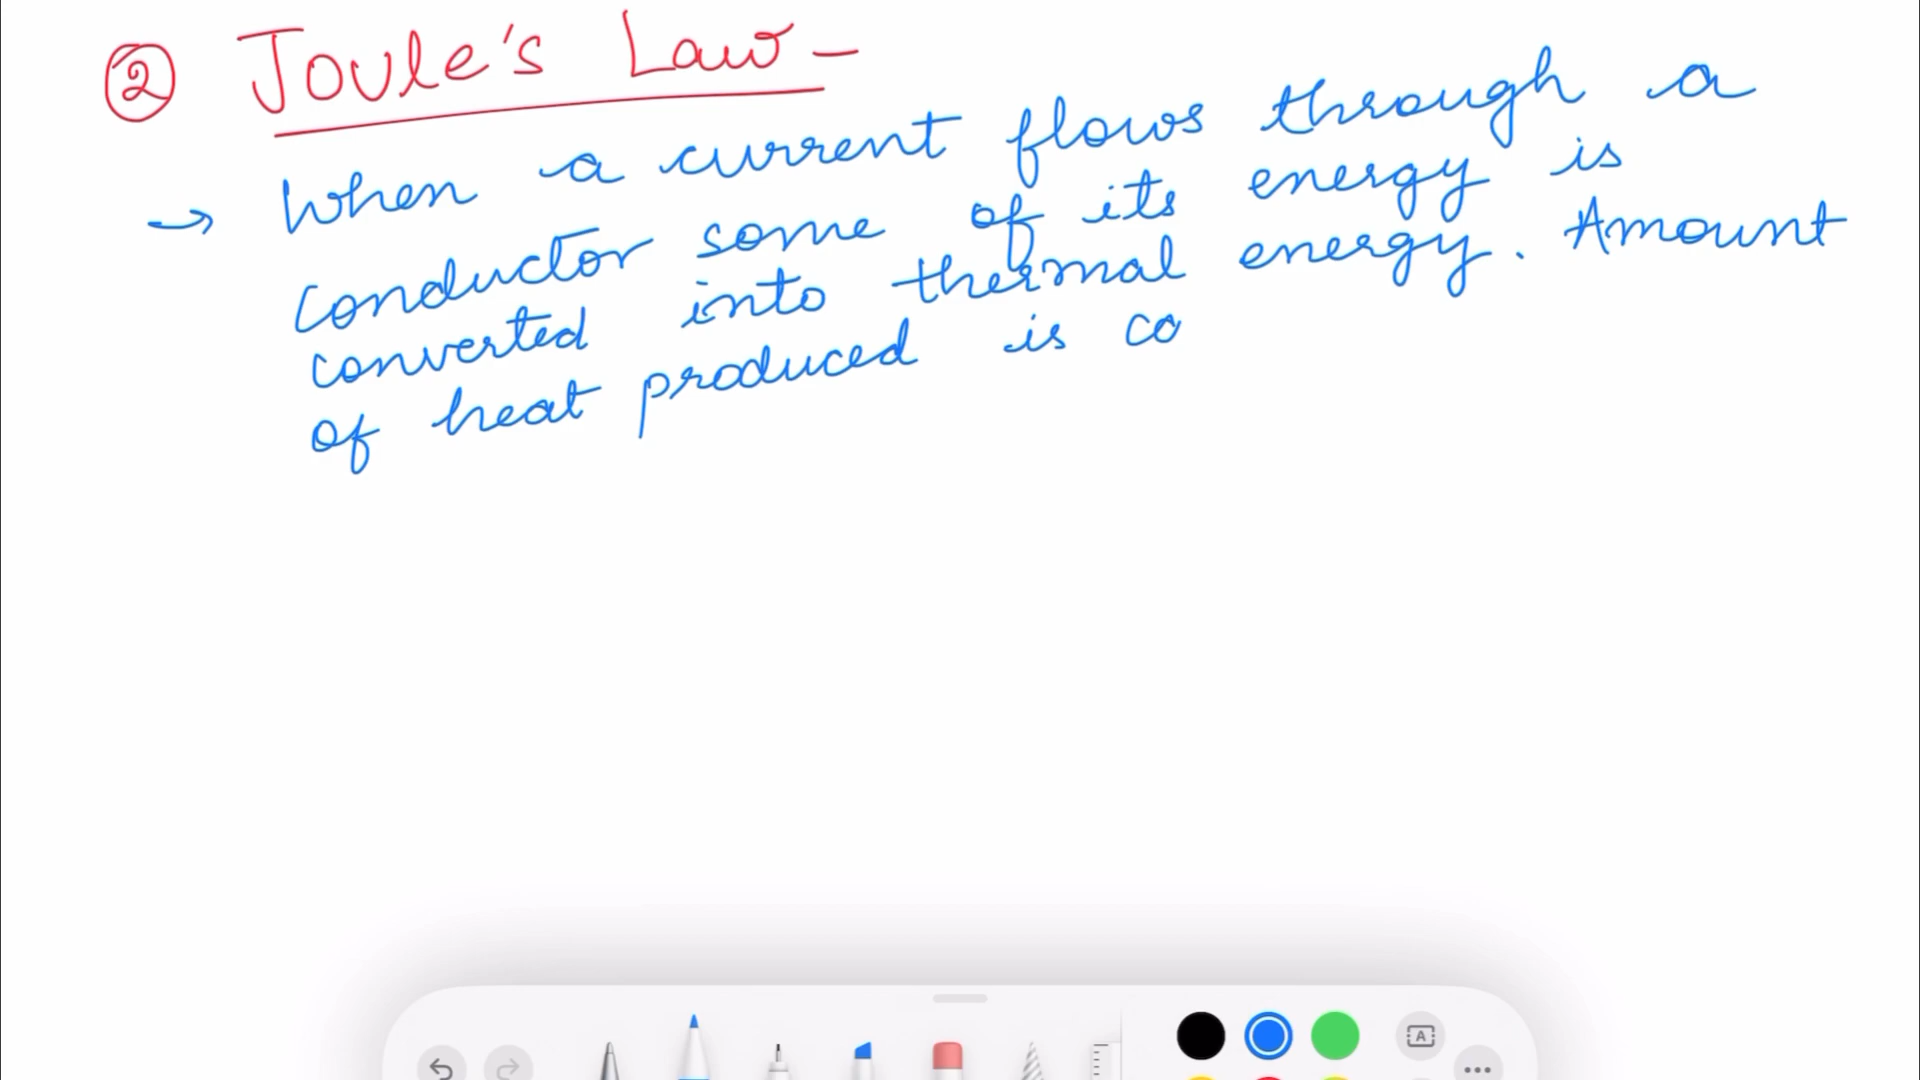 ② Joule's Law -
→ When a current flows through a
conductor some of its energy is
converted into thermal energy. Amount
of heat produced is co
A